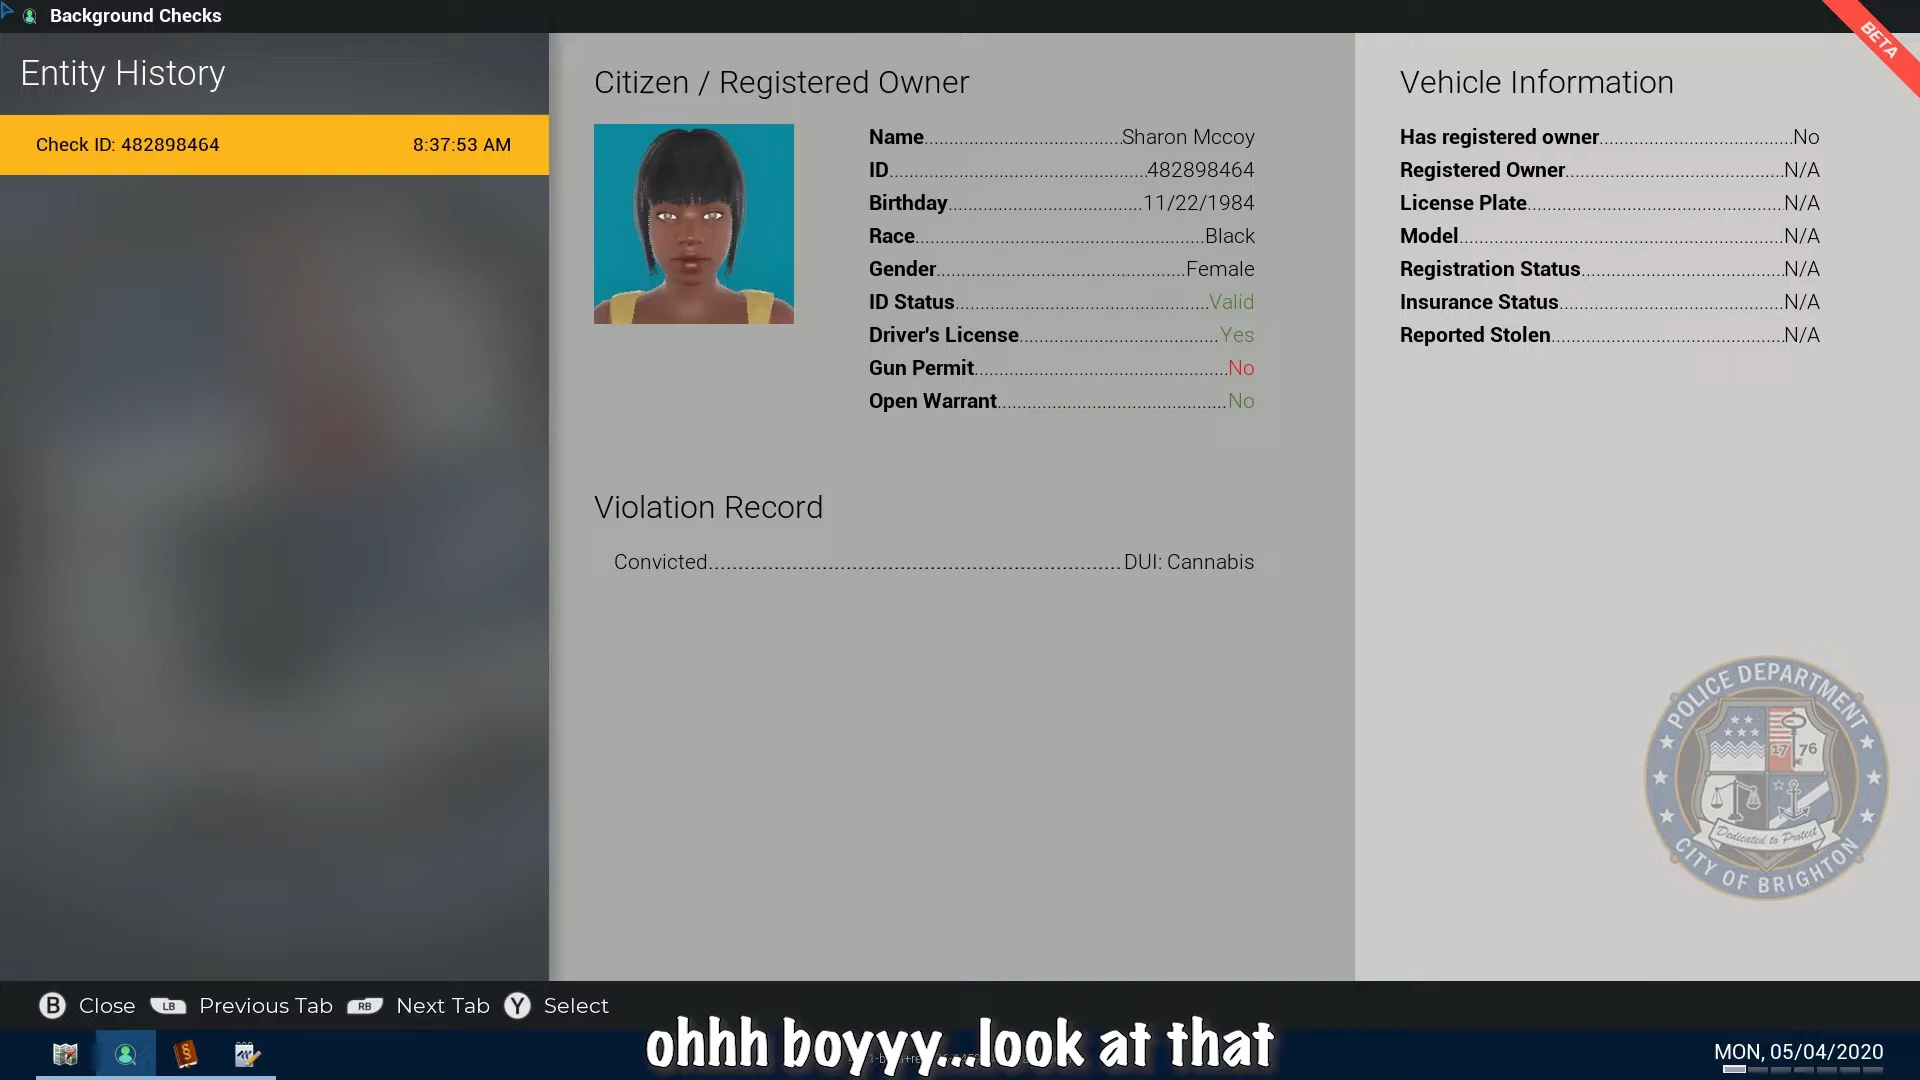 Background Checks
BETA
Entity History
Check ID: 482898464 8:37:53 AM
Citizen / Registered Owner
Name Sharon Mccoy
ID 482898464
Birthday 11/22/1984
Race Black
Gender Female
ID Status Valid
Driver's License Yes
Gun Permit No
Open Warrant No
Violation Record
Convicted DUI: Cannabis
Vehicle Information
Has registered owner No
Registered Owner N/A
License Plate N/A
Model N/A
Registration Status N/A
Insurance Status N/A
Reported Stolen N/A
POLICE DEPARTMENT
17 76
Dedicated to Protect
CITY OF BRIGHTON
B Close LB Previous Tab RB Next Tab Y Select
ohhh boyyy...look at that
MON, 05/04/2020